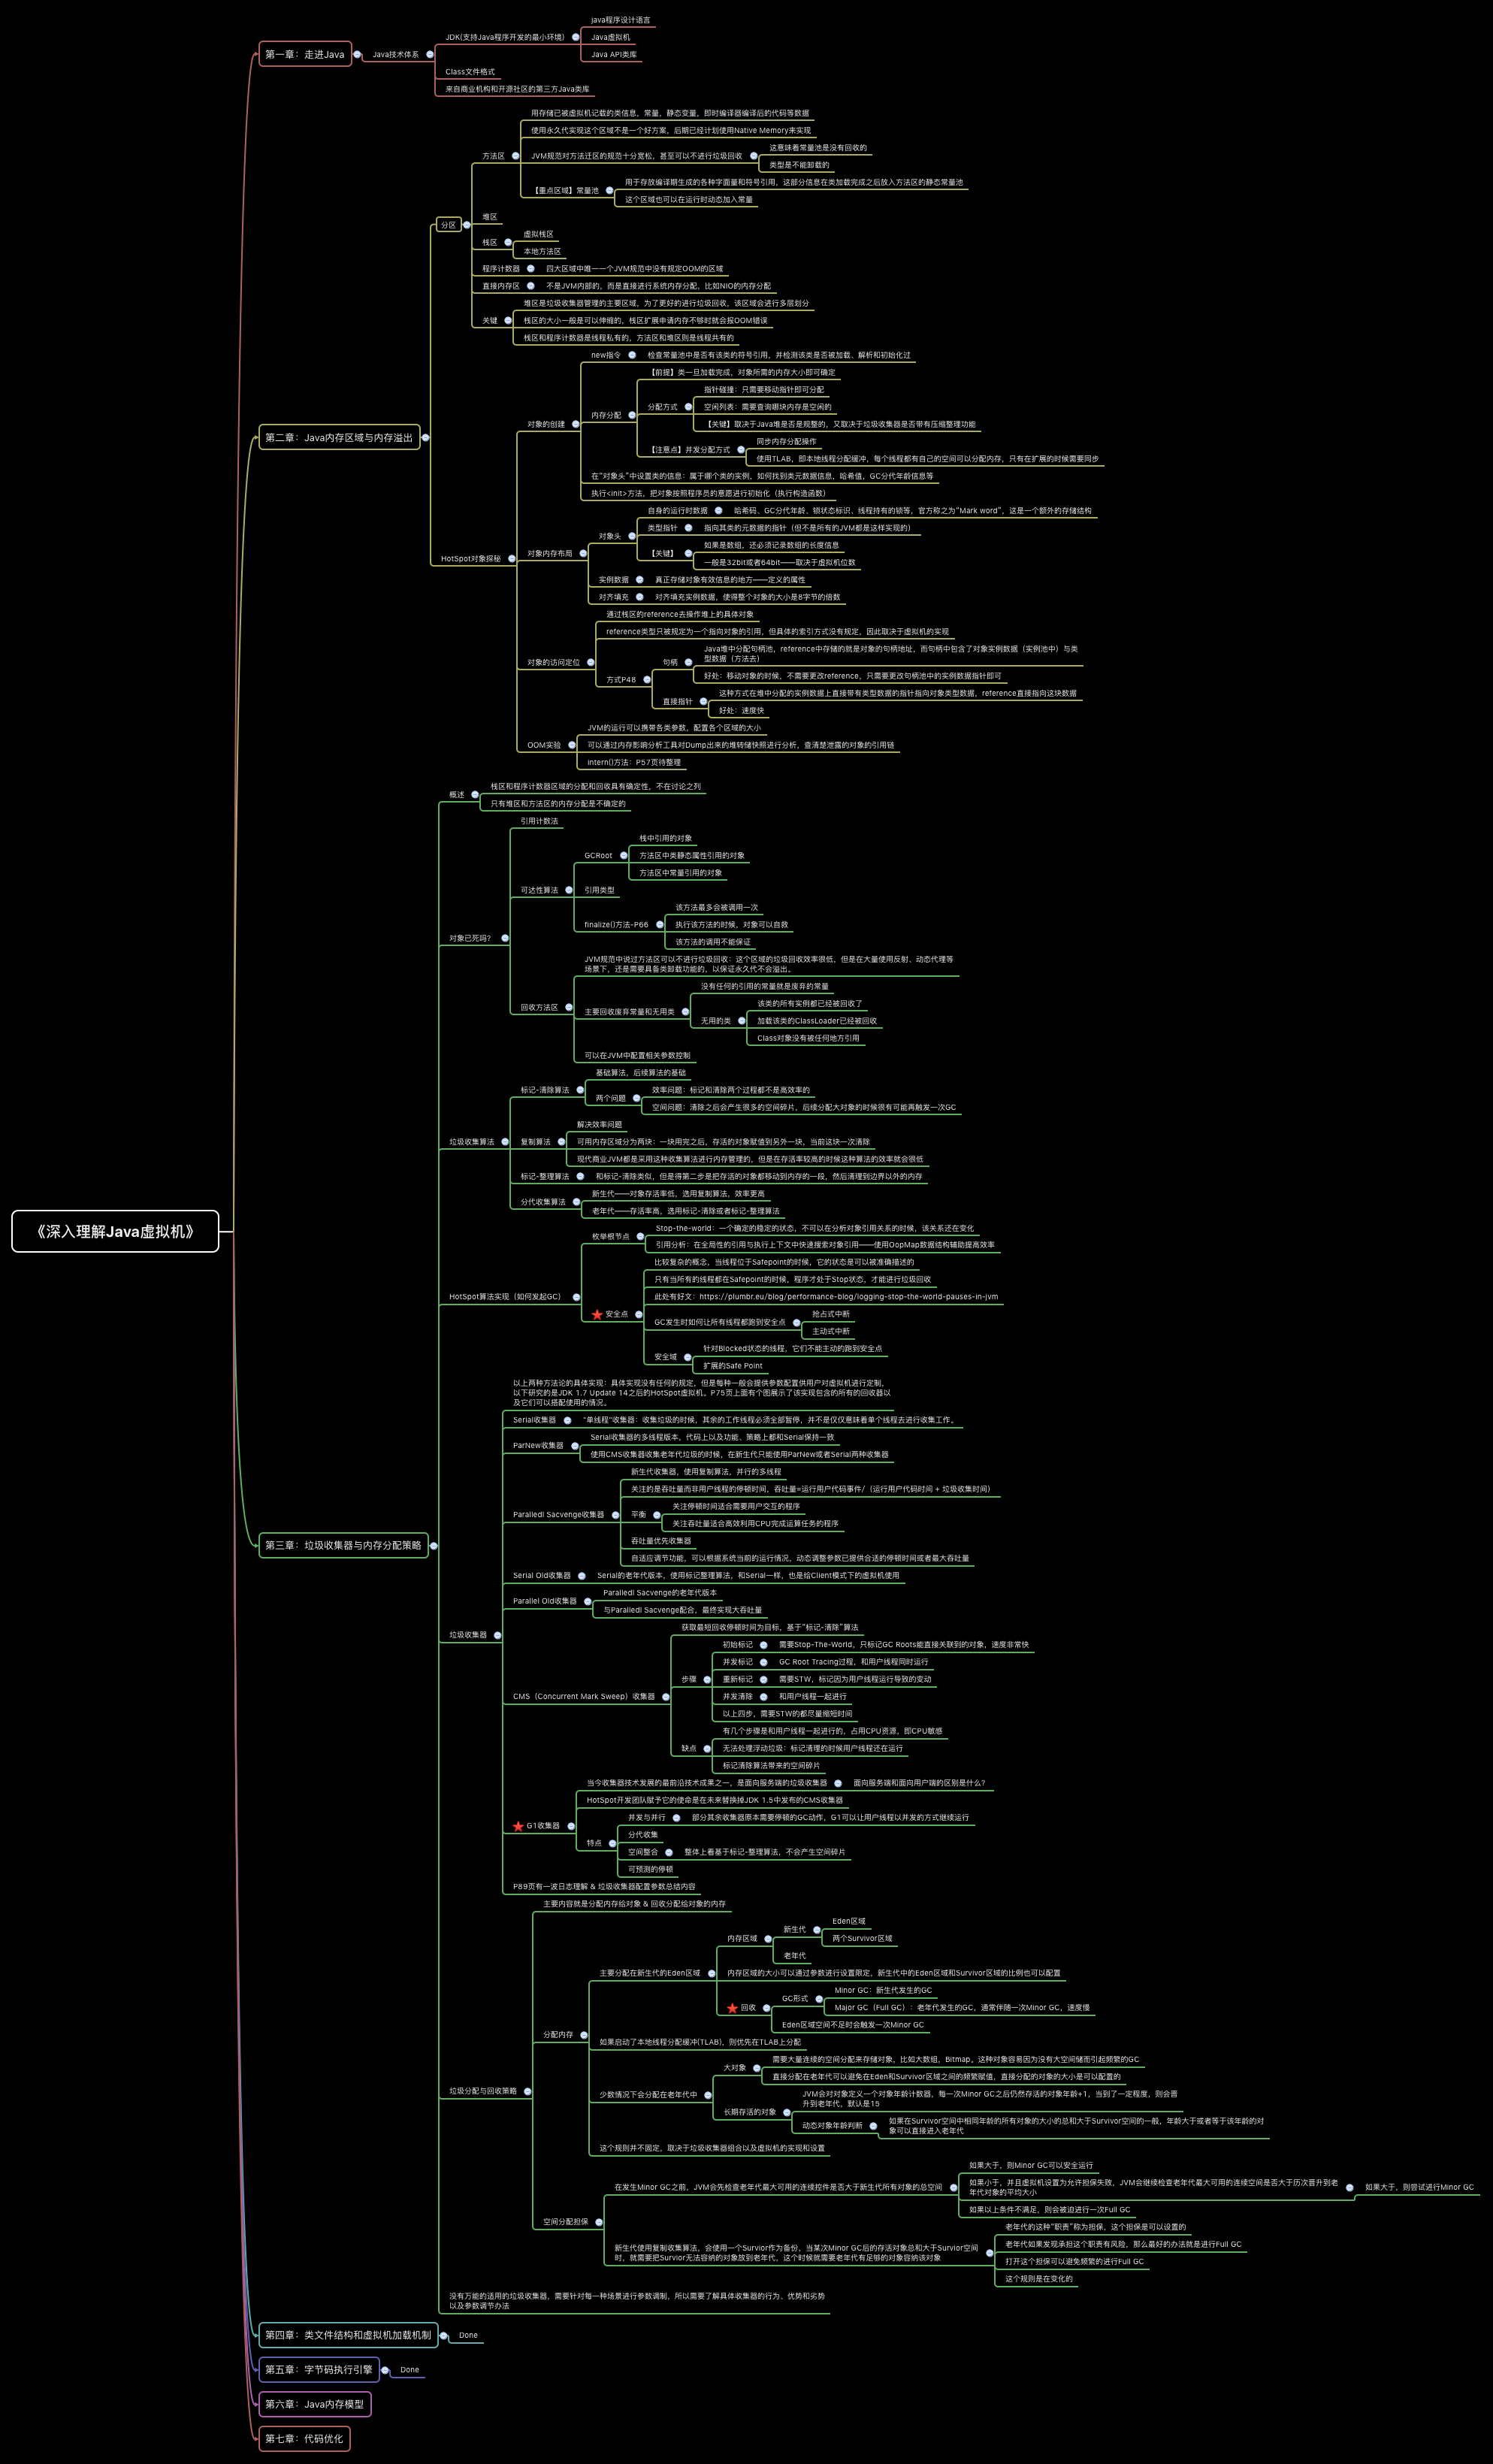 《深入理解Java虚拟机》
第一章：走进Java
Java技术体系
JDK(支持Java程序开发的最小环境)
java程序设计语言
Java虚拟机
Java API类库
Class文件格式
来自商业机构和开源社区的第三方Java类库
第二章：Java内存区域与内存溢出
分区
方法区
用存储已被虚拟机记载的类信息，常量，静态变量，即时编译器编译后的代码等数据
使用永久代实现这个区域不是一个好方案，后期已经计划使用Native Memory来实现
JVM规范对方法迁区的规范十分宽松，甚至可以不进行垃圾回收
这意味着常量池是没有回收的
类型是不能卸载的
【重点区域】常量池
用于存放编译期生成的各种字面量和符号引用，这部分信息在类加载完成之后放入方法区的静态常量池
这个区域也可以在运行时动态加入常量
堆区
栈区
虚拟栈区
本地方法区
程序计数器
四大区域中唯一一个JVM规范中没有规定OOM的区域
直接内存区
不是JVM内部的，而是直接进行系统内存分配，比如NIO的内存分配
关键
堆区是垃圾收集器管理的主要区域，为了更好的进行垃圾回收，该区域会进行多层划分
栈区的大小一般是可以伸缩的，栈区扩展申请内存不够时就会报OOM错误
栈区和程序计数器是线程私有的，方法区和堆区则是线程共有的
HotSpot对象探秘
对象的创建
new指令
检查常量池中是否有该类的符号引用，并检测该类是否被加载、解析和初始化过
内存分配
【前提】类一旦加载完成，对象所需的内存大小即可确定
分配方式
指针碰撞：只需要移动指针即可分配
空闲列表：需要查询哪块内存是空闲的
【关键】取决于Java堆是否是规整的，又取决于垃圾收集器是否带有压缩整理功能
【注意点】并发分配方式
同步内存分配操作
使用TLAB，即本地线程分配缓冲，每个线程都有自己的空间可以分配内存，只有在扩展的时候需要同步
在“对象头”中设置类的信息：属于哪个类的实例，如何找到类元数据信息，哈希值，GC分代年龄信息等
执行<init>方法，把对象按照程序员的意愿进行初始化（执行构造函数）
对象内存布局
对象头
自身的运行时数据
哈希码、GC分代年龄、锁状态标识、线程持有的锁等，官方称之为“Mark word”，这是一个额外的存储结构
类型指针
指向其类的元数据的指针（但不是所有的JVM都是这样实现的）
【关键】
如果是数组，还必须记录数组的长度信息
一般是32bit或者64bit——取决于虚拟机位数
实例数据
真正存储对象有效信息的地方——定义的属性
对齐填充
对齐填充实例数据，使得整个对象的大小是8字节的倍数
对象的访问定位
通过栈区的reference去操作堆上的具体对象
reference类型只被规定为一个指向对象的引用，但具体的索引方式没有规定，因此取决于虚拟机的实现
方式P48
句柄
Java堆中分配句柄池，reference中存储的就是对象的句柄地址，而句柄中包含了对象实例数据（实例池中）与类
型数据（方法去）
好处：移动对象的时候，不需要更改reference，只需要更改句柄池中的实例数据指针即可
直接指针
这种方式在堆中分配的实例数据上直接带有类型数据的指针指向对象类型数据，reference直接指向这块数据
好处：速度快
OOM实验
JVM的运行可以携带各类参数，配置各个区域的大小
可以通过内存影响分析工具对Dump出来的堆转储快照进行分析，查清楚泄露的对象的引用链
intern()方法：P57页待整理
第三章：垃圾收集器与内存分配策略
概述
栈区和程序计数器区域的分配和回收具有确定性，不在讨论之列
只有堆区和方法区的内存分配是不确定的
对象已死吗？
引用计数法
可达性算法
GCRoot
栈中引用的对象
方法区中类静态属性引用的对象
方法区中常量引用的对象
引用类型
finalize()方法-P66
该方法最多会被调用一次
执行该方法的时候，对象可以自救
该方法的调用不能保证
回收方法区
JVM规范中说过方法区可以不进行垃圾回收：这个区域的垃圾回收效率很低，但是在大量使用反射、动态代理等
场景下，还是需要具备类卸载功能的，以保证永久代不会溢出。
主要回收废弃常量和无用类
没有任何的引用的常量就是废弃的常量
无用的类
该类的所有实例都已经被回收了
加载该类的ClassLoader已经被回收
Class对象没有被任何地方引用
可以在JVM中配置相关参数控制
垃圾收集算法
标记-清除算法
基础算法，后续算法的基础
两个问题
效率问题：标记和清除两个过程都不是高效率的
空间问题：清除之后会产生很多的空间碎片，后续分配大对象的时候很有可能再触发一次GC
复制算法
解决效率问题
可用内存区域分为两块：一块用完之后，存活的对象赋值到另外一块，当前这块一次清除
现代商业JVM都是采用这种收集算法进行内存管理的，但是在存活率较高的时候这种算法的效率就会很低
标记-整理算法
和标记-清除类似，但是得第二步是把存活的对象都移动到内存的一段，然后清理到边界以外的内存
分代收集算法
新生代——对象存活率低，选用复制算法，效率更高
老年代——存活率高，选用标记-清除或者标记-整理算法
HotSpot算法实现（如何发起GC）
枚举根节点
Stop-the-world：一个确定的稳定的状态，不可以在分析对象引用关系的时候，该关系还在变化
引用分析：在全局性的引用与执行上下文中快速搜索对象引用——使用OopMap数据结构辅助提高效率
安全点
比较复杂的概念，当线程位于Safepoint的时候，它的状态是可以被准确描述的
只有当所有的线程都在Safepoint的时候，程序才处于Stop状态，才能进行垃圾回收
此处有好文：https://plumbr.eu/blog/performance-blog/logging-stop-the-world-pauses-in-jvm
GC发生时如何让所有线程都跑到安全点
抢占式中断
主动式中断
安全域
针对Blocked状态的线程，它们不能主动的跑到安全点
扩展的Safe Point
垃圾收集器
以上两种方法论的具体实现：具体实现没有任何的规定，但是每种一般会提供参数配置供用户对虚拟机进行定制，
以下研究的是JDK 1.7 Update 14之后的HotSpot虚拟机。P75页上面有个图展示了该实现包含的所有的回收器以
及它们可以搭配使用的情况。
Serial收集器
“单线程”收集器：收集垃圾的时候，其余的工作线程必须全部暂停，并不是仅仅意味着单个线程去进行收集工作。
ParNew收集器
Serial收集器的多线程版本，代码上以及功能、策略上都和Serial保持一致
使用CMS收集器收集老年代垃圾的时候，在新生代只能使用ParNew或者Serial两种收集器
Paralledl Sacvenge收集器
新生代收集器，使用复制算法，并行的多线程
关注的是吞吐量而非用户线程的停顿时间，吞吐量=运行用户代码事件/（运行用户代码时间 + 垃圾收集时间）
平衡
关注停顿时间适合需要用户交互的程序
关注吞吐量适合高效利用CPU完成运算任务的程序
吞吐量优先收集器
自适应调节功能，可以根据系统当前的运行情况，动态调整参数已提供合适的停顿时间或者最大吞吐量
Serial Old收集器
Serial的老年代版本，使用标记整理算法，和Serial一样，也是给Client模式下的虚拟机使用
Parallel Old收集器
Paralledl Sacvenge的老年代版本
与Paralledl Sacvenge配合，最终实现大吞吐量
CMS（Concurrent Mark Sweep）收集器
获取最短回收停顿时间为目标，基于“标记-清除”算法
步骤
初始标记
需要Stop-The-World，只标记GC Roots能直接关联到的对象，速度非常快
并发标记
GC Root Tracing过程，和用户线程同时运行
重新标记
需要STW，标记因为用户线程运行导致的变动
并发清除
和用户线程一起进行
以上四步，需要STW的都尽量缩短时间
缺点
有几个步骤是和用户线程一起进行的，占用CPU资源，即CPU敏感
无法处理浮动垃圾：标记清理的时候用户线程还在运行
标记清除算法带来的空间碎片
G1收集器
当今收集器技术发展的最前沿技术成果之一，是面向服务端的垃圾收集器
面向服务端和面向用户端的区别是什么？
HotSpot开发团队赋予它的使命是在未来替换掉JDK 1.5中发布的CMS收集器
特点
并发与并行
部分其余收集器原本需要停顿的GC动作，G1可以让用户线程以并发的方式继续运行
分代收集
空间整合
整体上看基于标记-整理算法，不会产生空间碎片
可预测的停顿
P89页有一波日志理解 & 垃圾收集器配置参数总结内容
垃圾分配与回收策略
主要内容就是分配内存给对象 & 回收分配给对象的内存
分配内存
主要分配在新生代的Eden区域
内存区域
新生代
Eden区域
两个Survivor区域
老年代
内存区域的大小可以通过参数进行设置限定，新生代中的Eden区域和Survivor区域的比例也可以配置
回收
GC形式
Minor GC：新生代发生的GC
Major GC（Full GC）：老年代发生的GC，通常伴随一次Minor GC，速度慢
Eden区域空间不足时会触发一次Minor GC
如果启动了本地线程分配缓冲(TLAB)，则优先在TLAB上分配
少数情况下会分配在老年代中
大对象
需要大量连续的空间分配来存储对象，比如大数组，Bitmap，这种对象容易因为没有大空间储而引起频繁的GC
直接分配在老年代可以避免在Eden和Survivor区域之间的频繁赋值，直接分配的对象的大小是可以配置的
长期存活的对象
JVM会对对象定义一个对象年龄计数器，每一次Minor GC之后仍然存活的对象年龄+1，当到了一定程度，则会晋
升到老年代，默认是15
动态对象年龄判断
如果在Survivor空间中相同年龄的所有对象的大小的总和大于Survivor空间的一般，年龄大于或者等于该年龄的对
象可以直接进入老年代
这个规则并不固定，取决于垃圾收集器组合以及虚拟机的实现和设置
空间分配担保
在发生Minor GC之前，JVM会先检查老年代最大可用的连续控件是否大于新生代所有对象的总空间
如果大于，则Minor GC可以安全运行
如果小于，并且虚拟机设置为允许担保失败，JVM会继续检查老年代最大可用的连续空间是否大于历次晋升到老
年代对象的平均大小
如果大于，则尝试进行Minor GC
如果以上条件不满足，则会被迫进行一次Full GC
新生代使用复制收集算法，会使用一个Survior作为备份，当某次Minor GC后的存活对象总和大于Survior空间
时，就需要把Survior无法容纳的对象放到老年代，这个时候就需要老年代有足够的对象容纳该对象
老年代的这种“职责”称为担保，这个担保是可以设置的
老年代如果发现承担这个职责有风险，那么最好的办法就是进行Full GC
打开这个担保可以避免频繁的进行Full GC
这个规则是在变化的
没有万能的适用的垃圾收集器，需要针对每一种场景进行参数调制，所以需要了解具体收集器的行为、优势和劣势
以及参数调节办法
第四章：类文件结构和虚拟机加载机制
Done
第五章：字节码执行引擎
Done
第六章：Java内存模型
第七章：代码优化